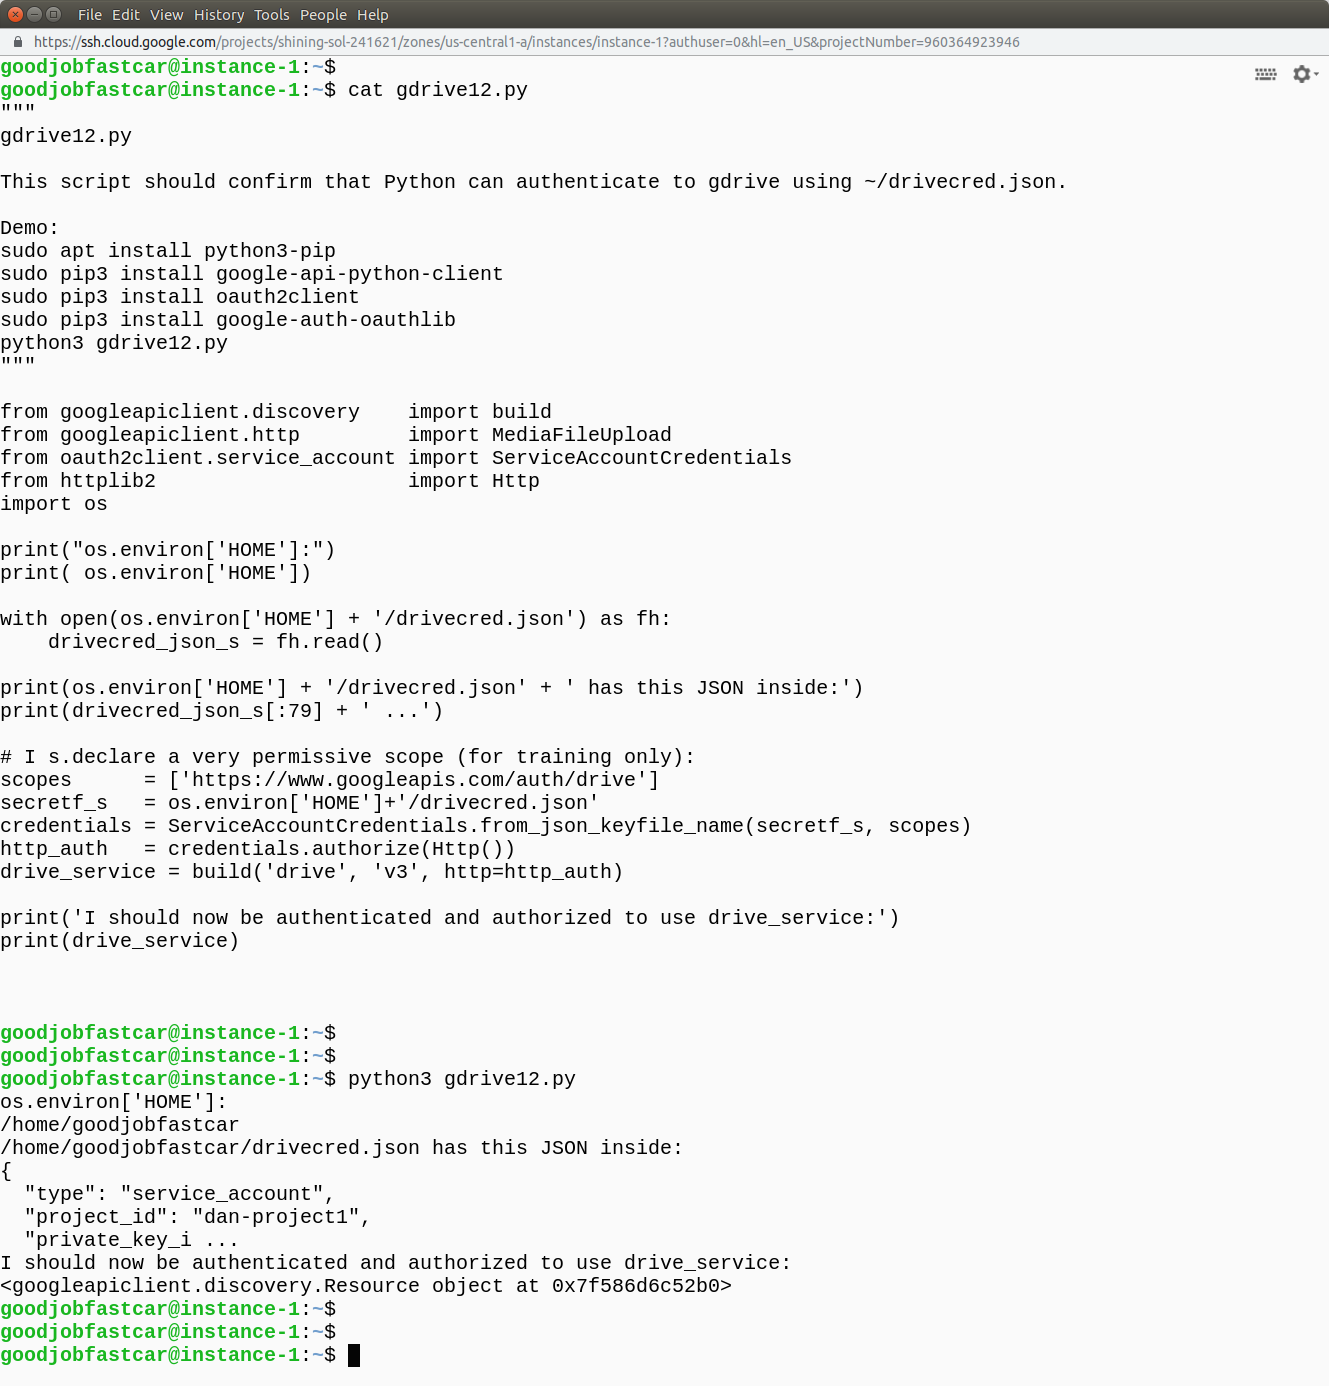 File Edit View History Tools People Help
https://ssh.cloud.google.com/projects/shining-sol-241621/zones/us-central1-a/instances/instance-1?authuser=0&hl=en_US&projectNumber=960364923946
goodjobfastcar@instance-1:~$
goodjobfastcar@instance-1:~$ cat gdrive12.py
"""
gdrive12.py

This script should confirm that Python can authenticate to gdrive using ~/drivecred.json.

Demo:
sudo apt install python3-pip
sudo pip3 install google-api-python-client
sudo pip3 install oauth2client
sudo pip3 install google-auth-oauthlib
python3 gdrive12.py
"""

from googleapiclient.discovery    import build
from googleapiclient.http         import MediaFileUpload
from oauth2client.service_account import ServiceAccountCredentials
from httplib2                     import Http
import os

print("os.environ['HOME']:")
print( os.environ['HOME'])

with open(os.environ['HOME'] + '/drivecred.json') as fh:
    drivecred_json_s = fh.read()

print(os.environ['HOME'] + '/drivecred.json' + ' has this JSON inside:')
print(drivecred_json_s[:79] + ' ...')

# I s.declare a very permissive scope (for training only):
scopes      = ['https://www.googleapis.com/auth/drive']
secretf_s   = os.environ['HOME']+'/drivecred.json'
credentials = ServiceAccountCredentials.from_json_keyfile_name(secretf_s, scopes)
http_auth   = credentials.authorize(Http())
drive_service = build('drive', 'v3', http=http_auth)

print('I should now be authenticated and authorized to use drive_service:')
print(drive_service)

goodjobfastcar@instance-1:~$
goodjobfastcar@instance-1:~$
goodjobfastcar@instance-1:~$ python3 gdrive12.py
os.environ['HOME']:
/home/goodjobfastcar
/home/goodjobfastcar/drivecred.json has this JSON inside:
{
  "type": "service_account",
  "project_id": "dan-project1",
  "private_key_i ...
I should now be authenticated and authorized to use drive_service:
<googleapiclient.discovery.Resource object at 0x7f586d6c52b0>
goodjobfastcar@instance-1:~$
goodjobfastcar@instance-1:~$
goodjobfastcar@instance-1:~$